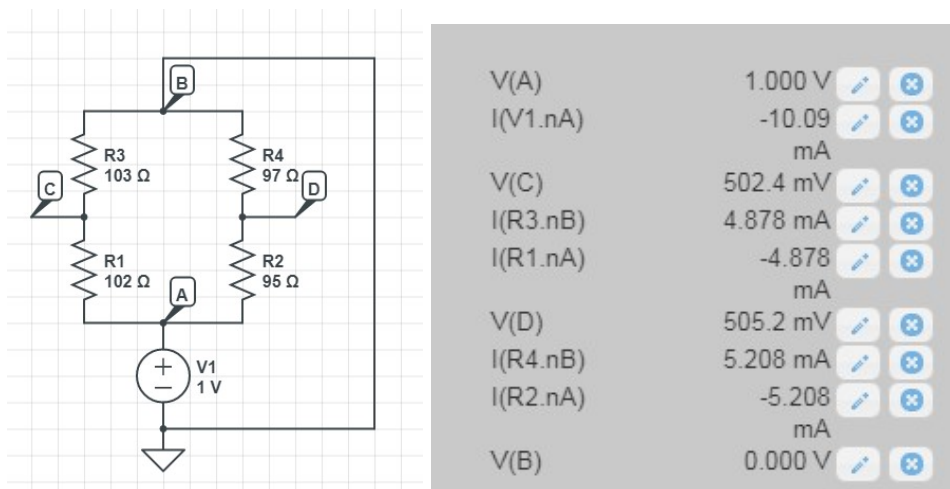 B
R3
103 Ω
R4
97 Ω
C
D
R1
102 Ω
R2
95 Ω
A
V1
1 V
V(A) 1.000 V
I(V1.nA) -10.09
mA
V(C) 502.4 mV
I(R3.nB) 4.878 mA
I(R1.nA) -4.878
mA
V(D) 505.2 mV
I(R4.nB) 5.208 mA
I(R2.nA) -5.208
mA
V(B) 0.000 V